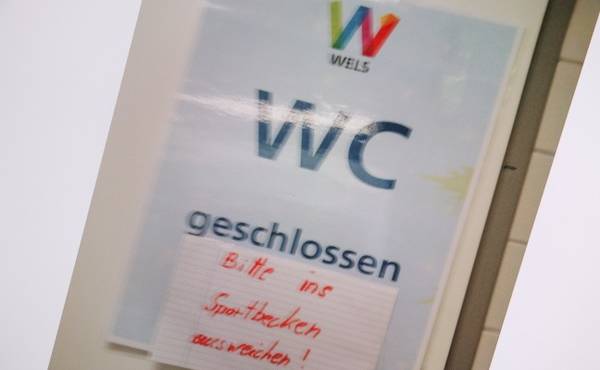 WELS
WC
geschlossen
Bitte ins
Sportbecken
ausweichen!